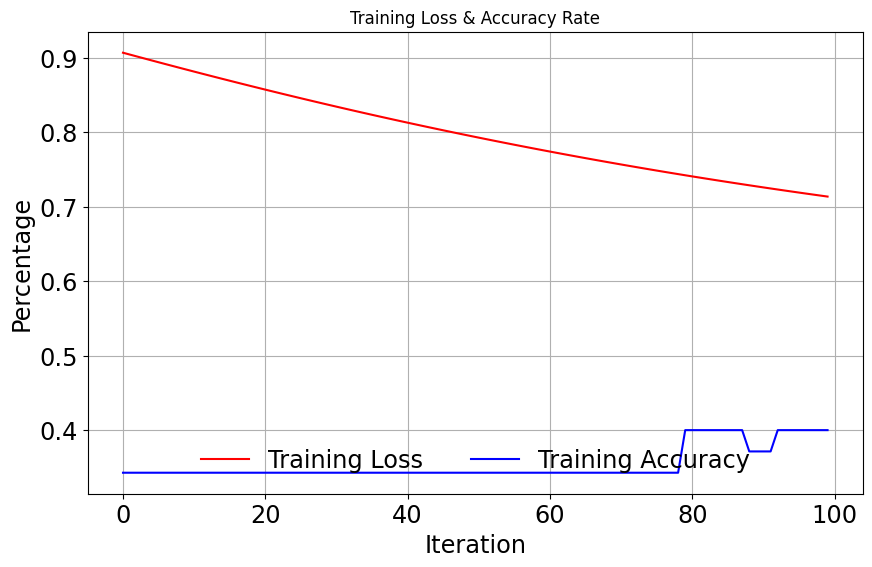 Training Loss & Accuracy Rate
Percentage
0.9
0.8
0.7
0.6
0.5
0.4
Training Loss Training Accuracy
0 20 40 60 80 100
Iteration